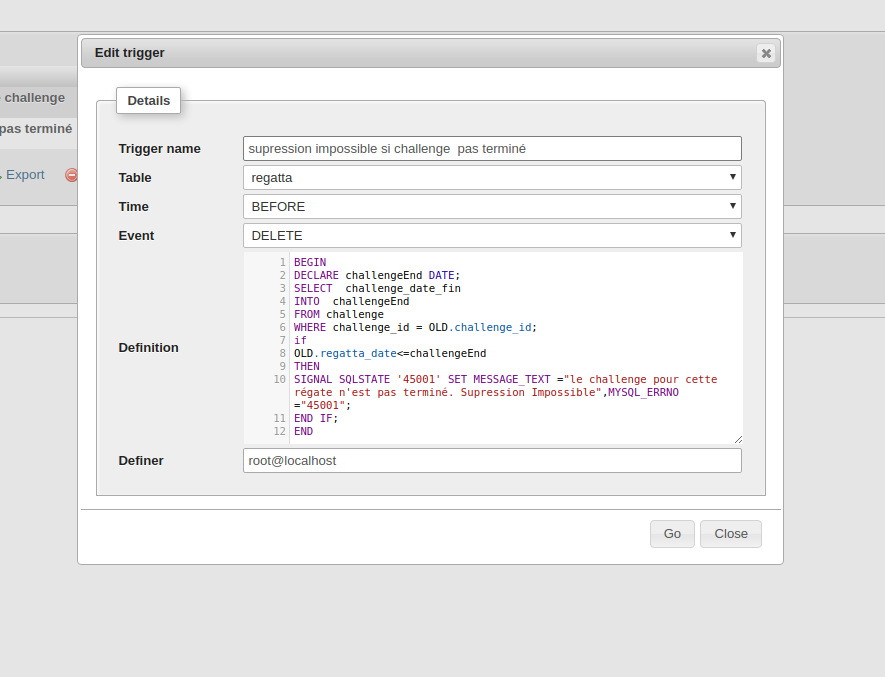 Edit trigger
challenge
pas terminé
Export
Details
Trigger name supression impossible si challenge  pas terminé
Table regatta
Time BEFORE
Event DELETE
Definition
1 BEGIN
2 DECLARE challengeEnd DATE;
3 SELECT  challenge_date_fin
4 INTO  challengeEnd
5 FROM challenge
6 WHERE challenge_id = OLD.challenge_id;
7 if
8 OLD.regatta_date<=challengeEnd
9 THEN
10 SIGNAL SQLSTATE '45001' SET MESSAGE_TEXT ="le challenge pour cette
régate n'est pas terminé. Supression Impossible",MYSQL_ERRNO
="45001";
11 END IF;
12 END
Definer root@localhost
Go Close